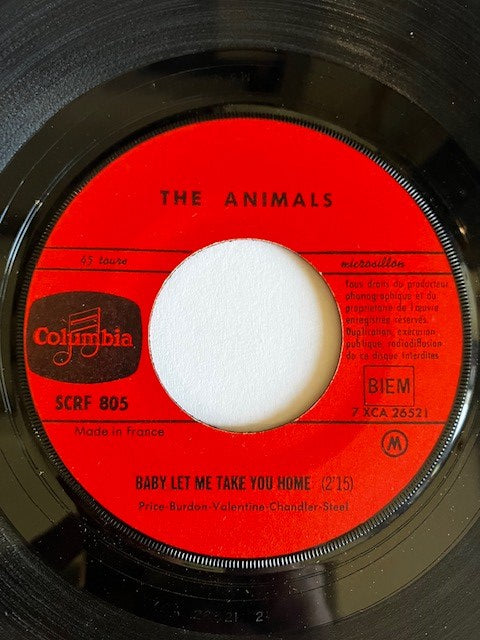 THE ANIMALS
45 tours
microsillon
Tous droits du producteur
phonographique et du
propriétaire de l'œuvre
enregistrée réservés.
Duplication, exécution
publique, radiodiffusion
de ce disque interdites
Columbia
SCRF 805
BIEM
7 XCA 26521
Made in France
M
BABY LET ME TAKE YOU HOME (2'15)
Price-Burdon-Valentine-Chandler-Steel